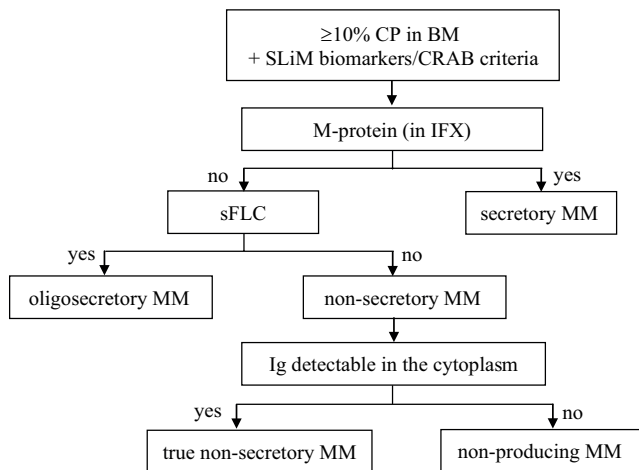 ≥10% CP in BM
+ SLiM biomarkers/CRAB criteria
M-protein (in IFX)
no
yes
sFLC
secretory MM
yes
no
oligosecretory MM
non-secretory MM
Ig detectable in the cytoplasm
yes
no
true non-secretory MM
non-producing MM